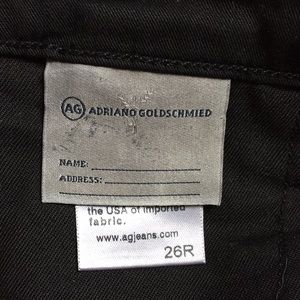 AG ADRIANO GOLDSCHMIED
NAME:
ADDRESS:
the USA of imported
fabric.
www.agjeans.com
26R